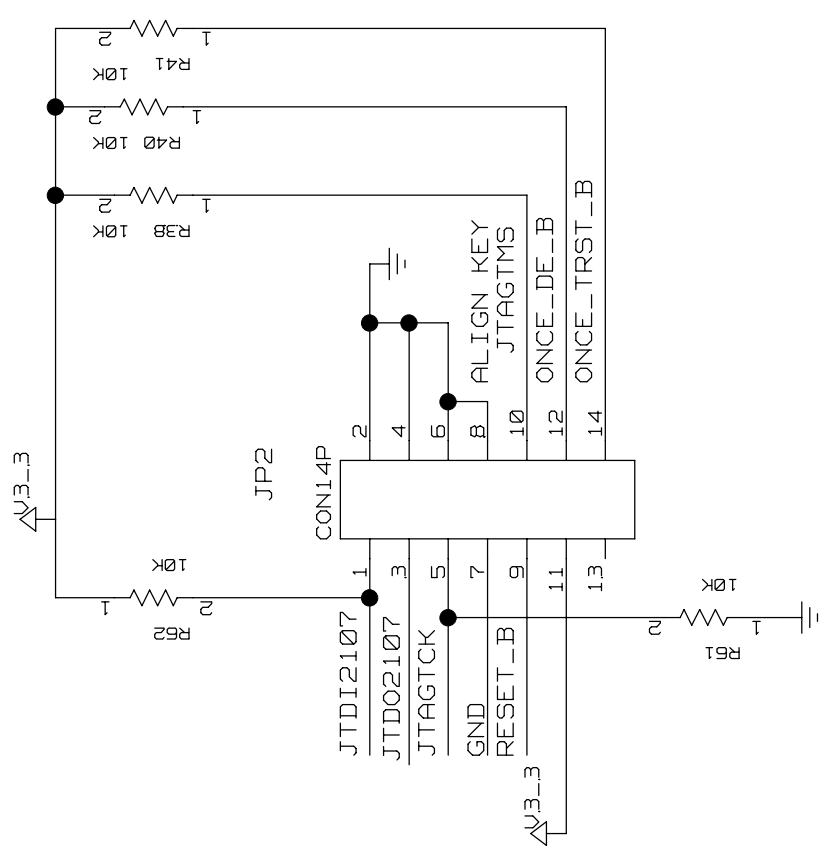 2
1
R41
10K
2
1
10K
R40
2
1
10K
R38
ALIGN KEY
JTAGTMS
ONCE_DE_B
ONCE_TRST_B
2
4
6
8
10
12
14
JP2
CON14P
V3_3
10K
1
2
R62
1
3
5
7
9
11
13
10K
2
1
R61
JTDI2107
JTDO2107
JTAGTCK
GND
RESET_B
V3_3